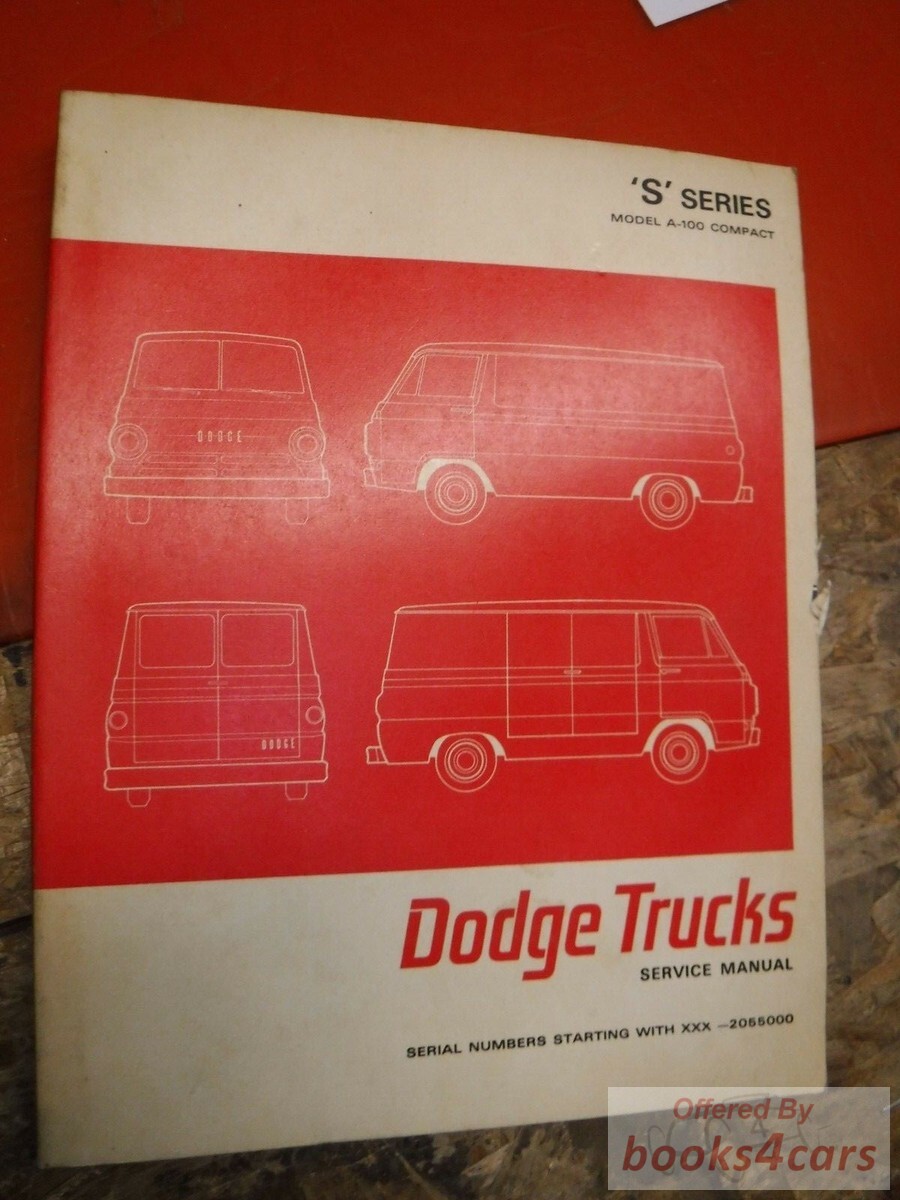 'S' SERIES
MODEL A-100 COMPACT
DODGE
DODGE
Dodge Trucks
SERVICE MANUAL
SERIAL NUMBERS STARTING WITH XXX –2055000
Offered By
books4cars